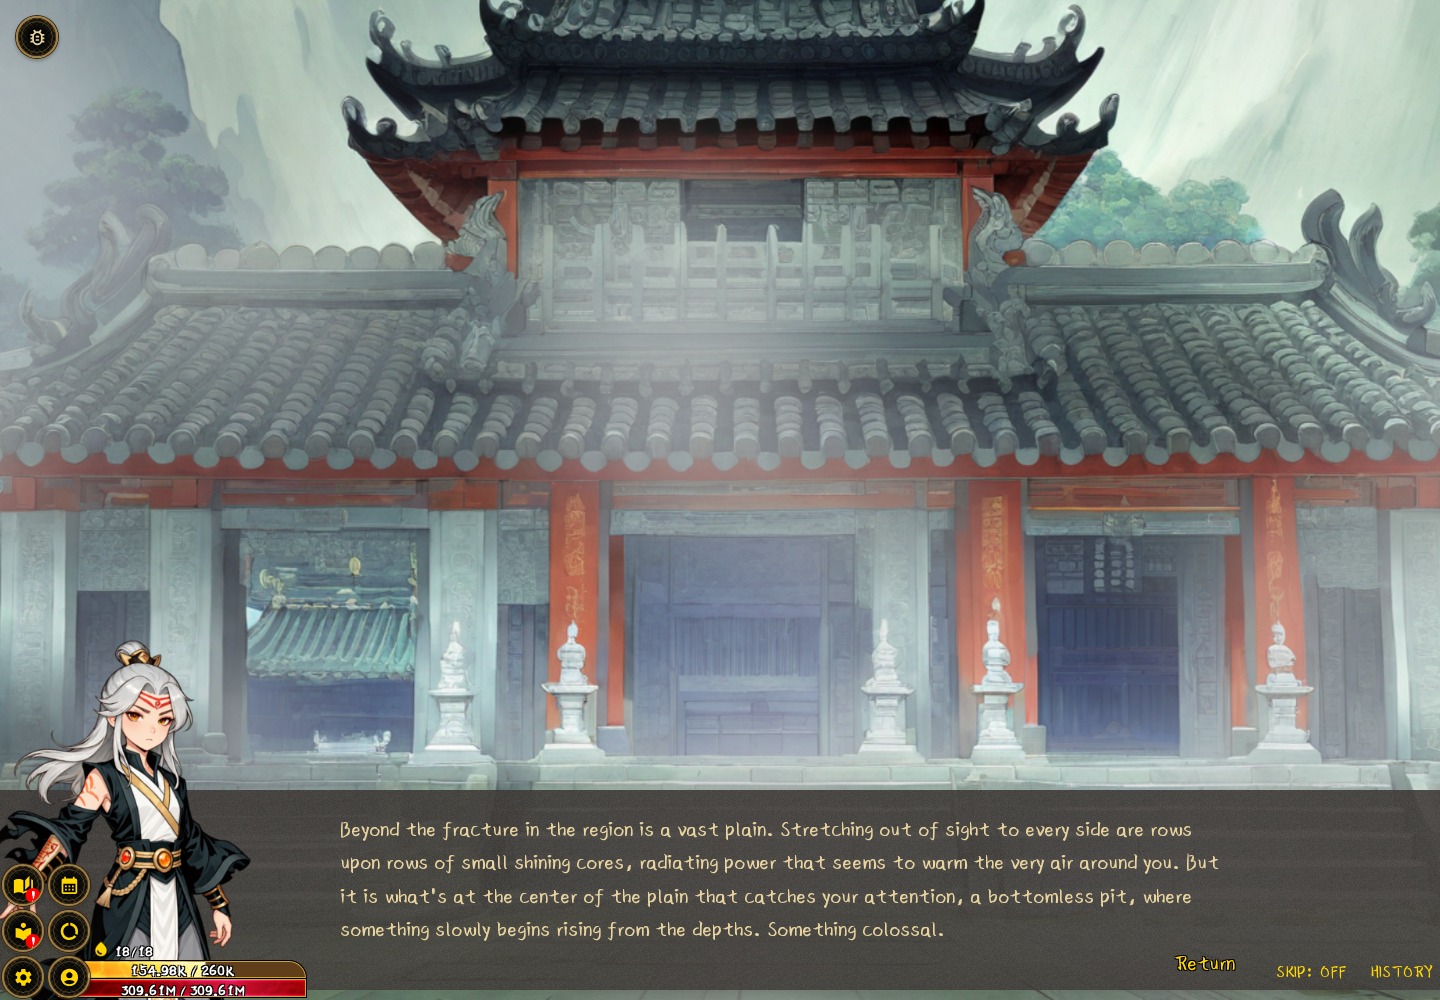 Beyond the fracture in the region is a vast plain. Stretching out of sight to every side are rows
upon rows of small shining cores, radiating power that seems to warm the very air around you. But
it is what's at the center of the plain that catches your attention, a bottomless pit, where
something slowly begins rising from the depths. Something colossal.
Return
SKIP: OFF HISTORY
18/18
154.98K / 260K
309.61M / 309.61M